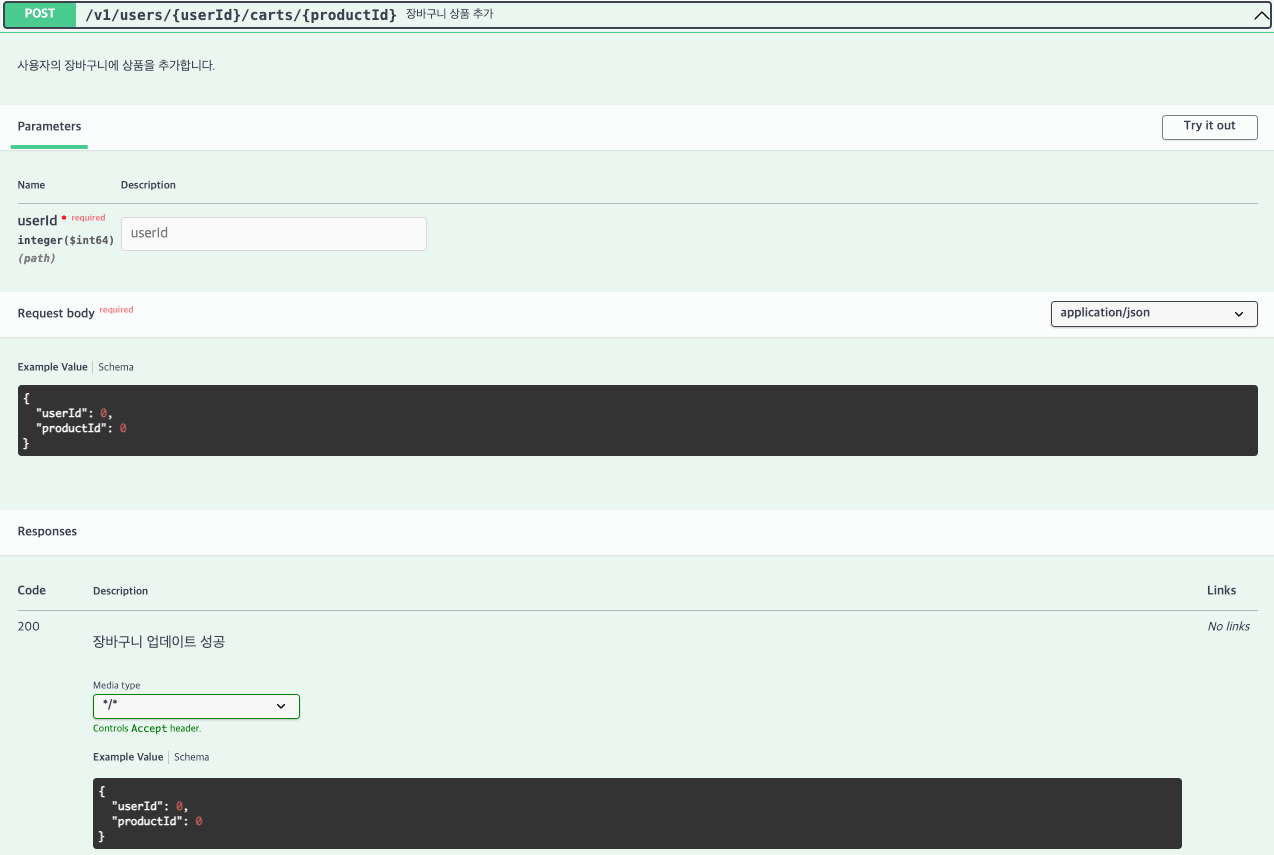 POST /v1/users/{userId}/carts/{productId} 장바구니 상품 추가
사용자의 장바구니에 상품을 추가합니다.
Parameters
Try it out
Name Description
userId * required
integer($int64)
(path)
userId
Request body required
application/json
Example Value Schema
{
"userId": 0,
"productId": 0
}
Responses
Code Description Links
200
장바구니 업데이트 성공
No links
Media type
*/*
Controls Accept header.
Example Value Schema
{
"userId": 0,
"productId": 0
}